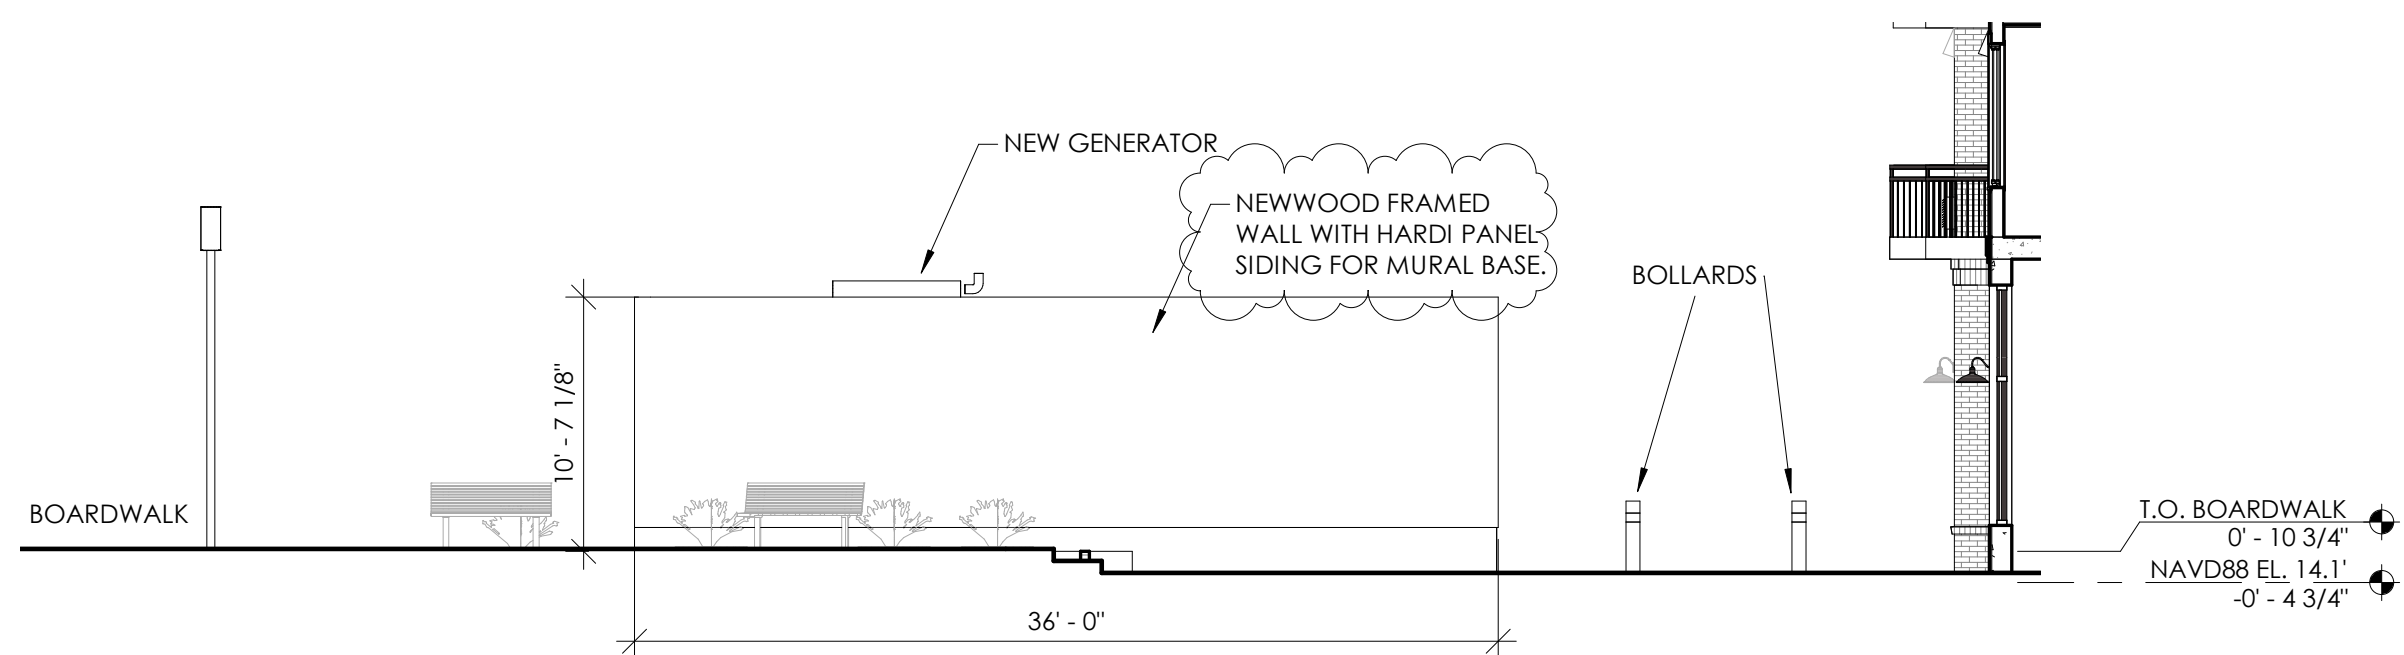 NEW GENERATOR
NEWWOOD FRAMED
WALL WITH HARDI PANEL
SIDING FOR MURAL BASE.
BOLLARDS
10' - 7 1/8"
BOARDWALK
T.O. BOARDWALK
0' - 10 3/4"
NAVD88 EL. 14.1'
-0' - 4 3/4"
36' - 0"